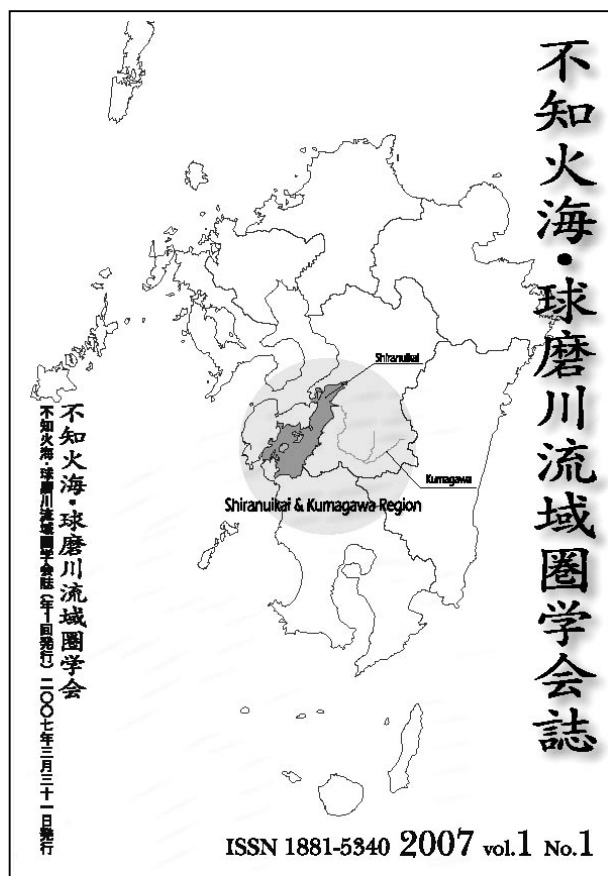 不知火海・球磨川流域圏学会誌
Shiranuikai
Kumagawa
Shiranuikai & Kumagawa Region
不知火海・球磨川流域圏学会
不知火海・球磨川流域圏学会誌（年一回発行） 二〇〇七年三月三十一日発行
ISSN 1881-5340 2007 vol.1 No.1